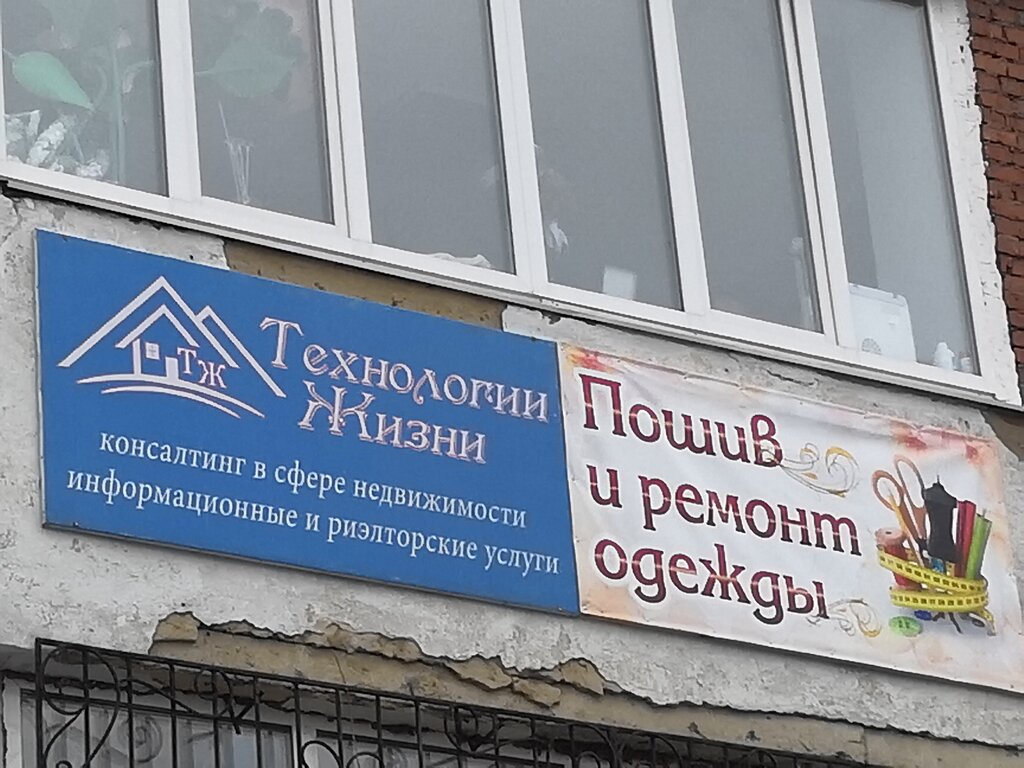 ТЖ
Технологии
Жизни
консалтинг в сфере недвижимости
информационные и риэлторские услуги
Пошив
и ремонт
одежды